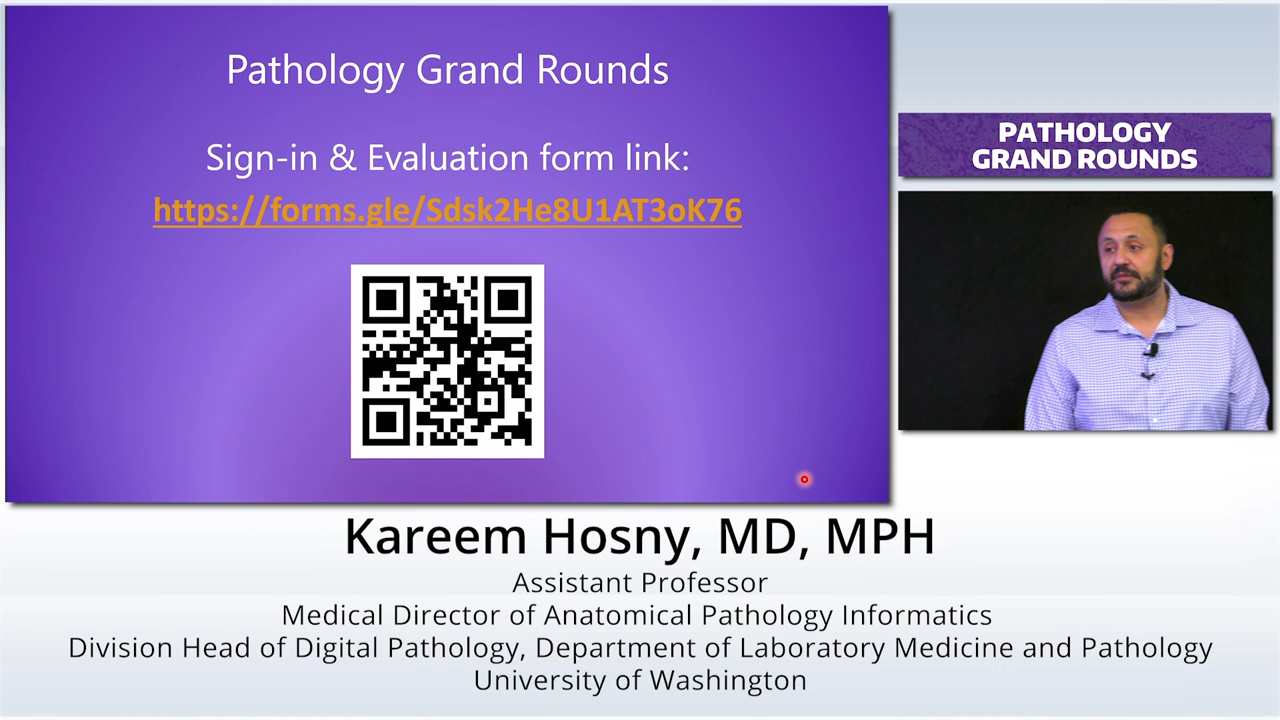 Pathology Grand Rounds
Sign-in & Evaluation form link:
https://forms.gle/Sdsk2He8U1AT3oK76
PATHOLOGY
GRAND ROUNDS
Kareem Hosny, MD, MPH
Assistant Professor
Medical Director of Anatomical Pathology Informatics
Division Head of Digital Pathology, Department of Laboratory Medicine and Pathology
University of Washington